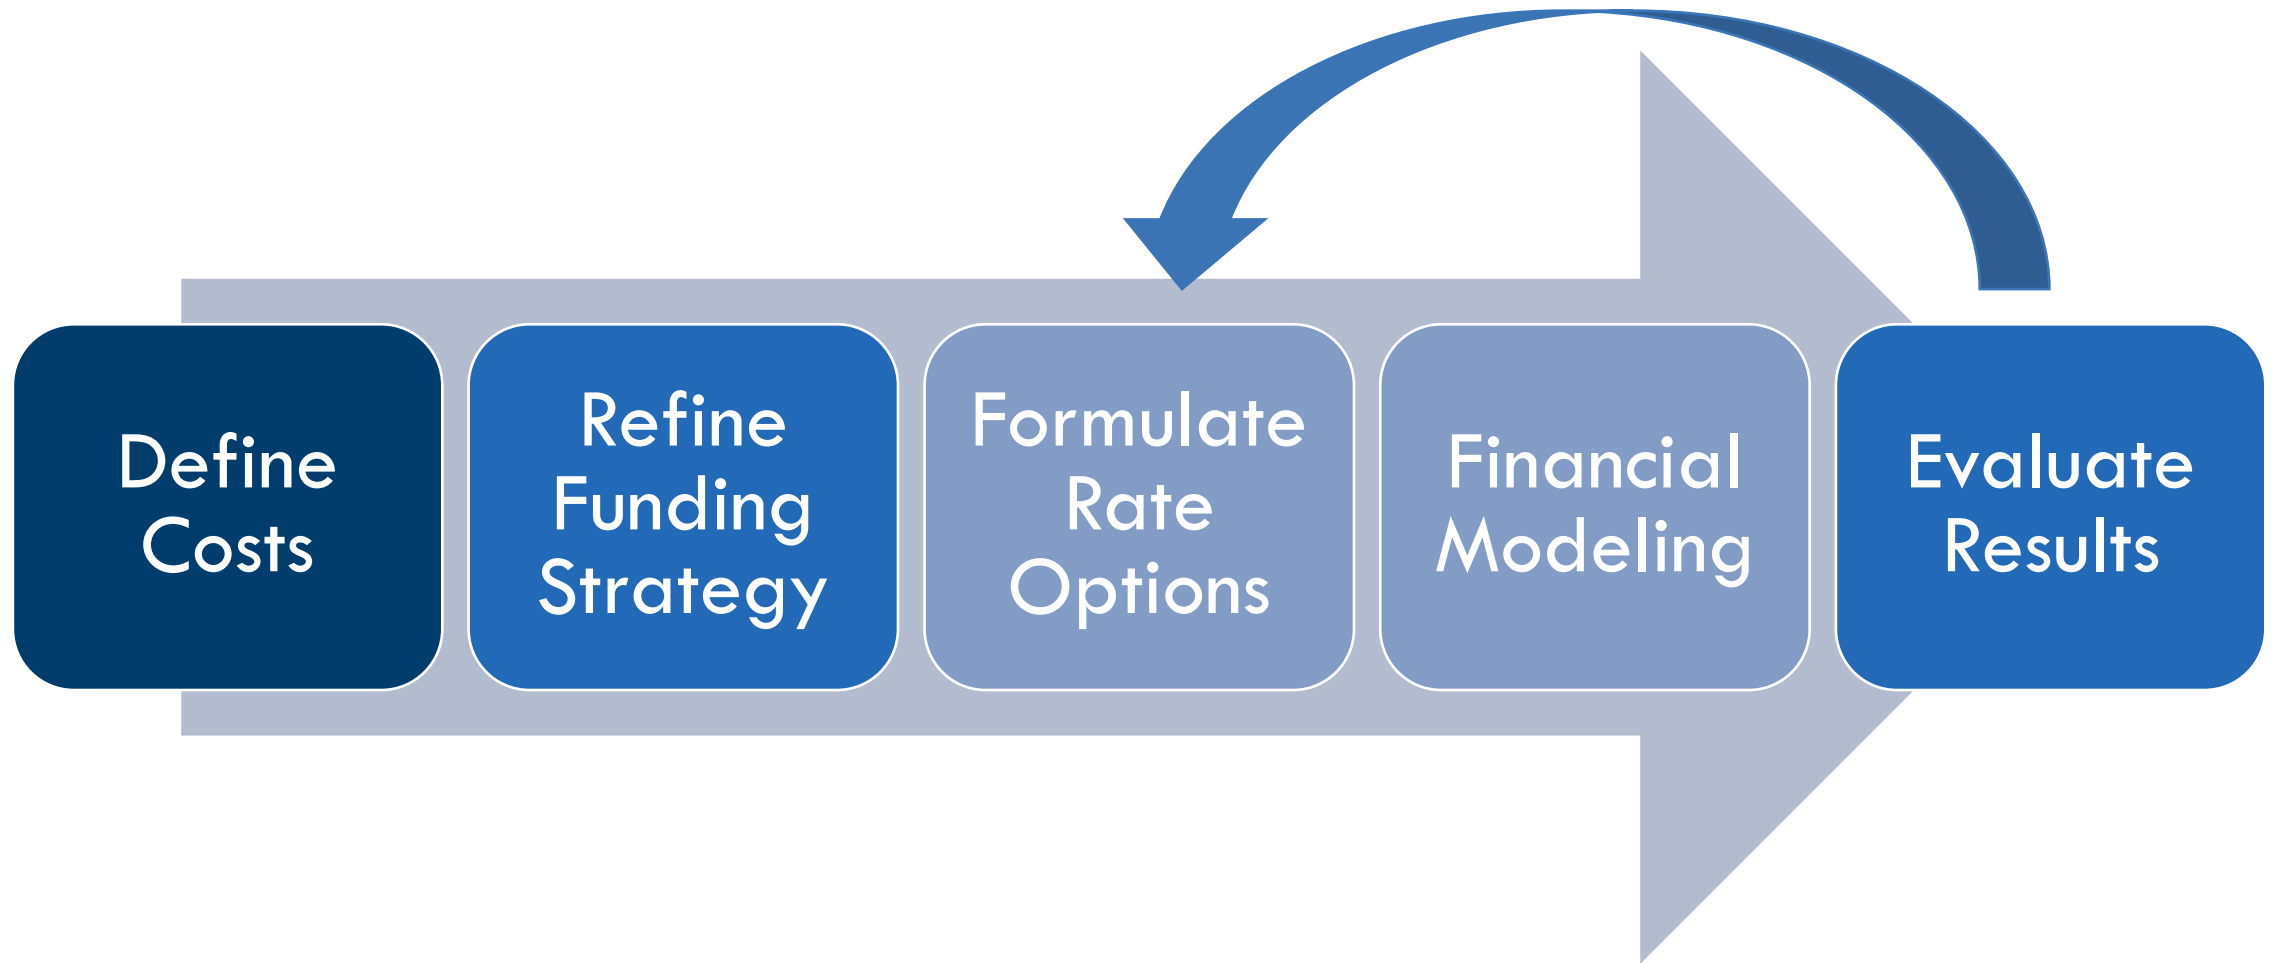 Define
Costs
Refine
Funding
Strategy
Formulate
Rate
Options
Financial
Modeling
Evaluate
Results